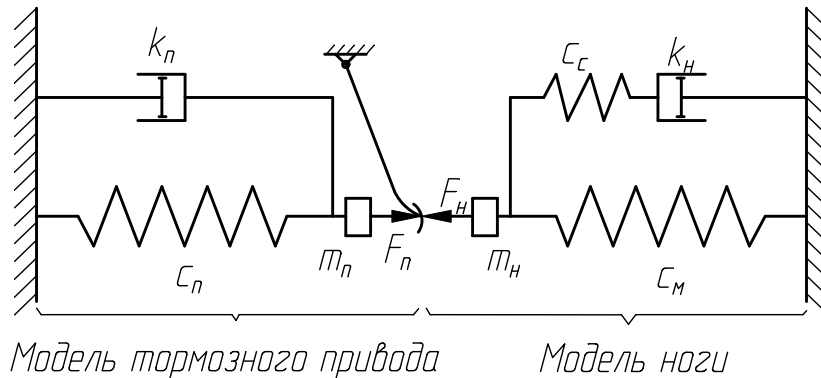 kп
Cс
kн
Fн
Fп
mп
mн
Cп
Cм
Модель тормозного привода
Модель ноги